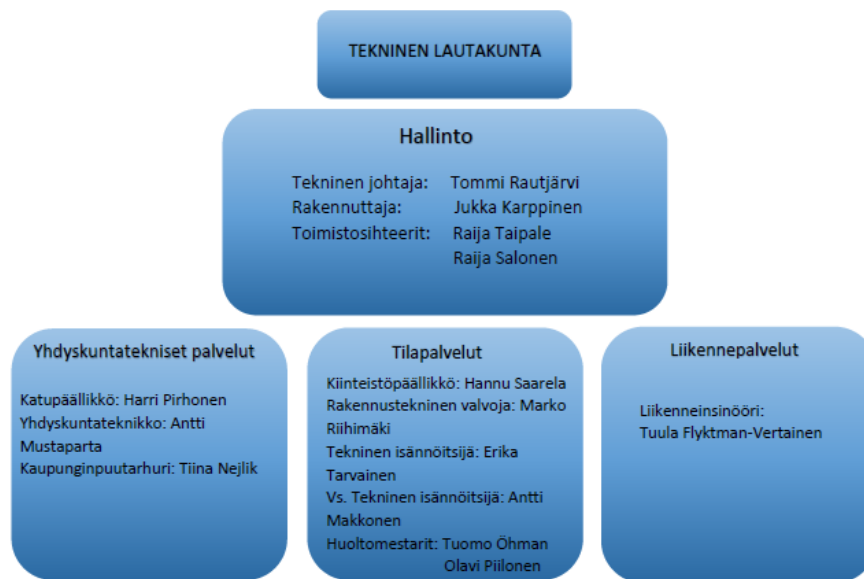 TEKNINEN LAUTAKUNTA
Hallinto
Tekninen johtaja: Tommi Rautjärvi
Rakennuttaja: Jukka Karppinen
Toimistosihteerit: Raija Taipale
Raija Salonen
Yhdyskuntatekniset palvelut
Katupäällikkö: Harri Pirhonen
Yhdyskuntateknikko: Antti
Mustaparta
Kaupunginpuutarhuri: Tiina Nejlik
Tilapalvelut
Kiinteistöpäällikkö: Hannu Saarela
Rakennustekninen valvoja: Marko
Riihimäki
Tekninen isännöitsijä: Erika
Tarvainen
Vs. Tekninen isännöitsijä: Antti
Makkonen
Huoltomestarit: Tuomo Öhman
Olavi Piilonen
Liikennepalvelut
Liikenneinsinööri:
Tuula Flyktman-Vertainen